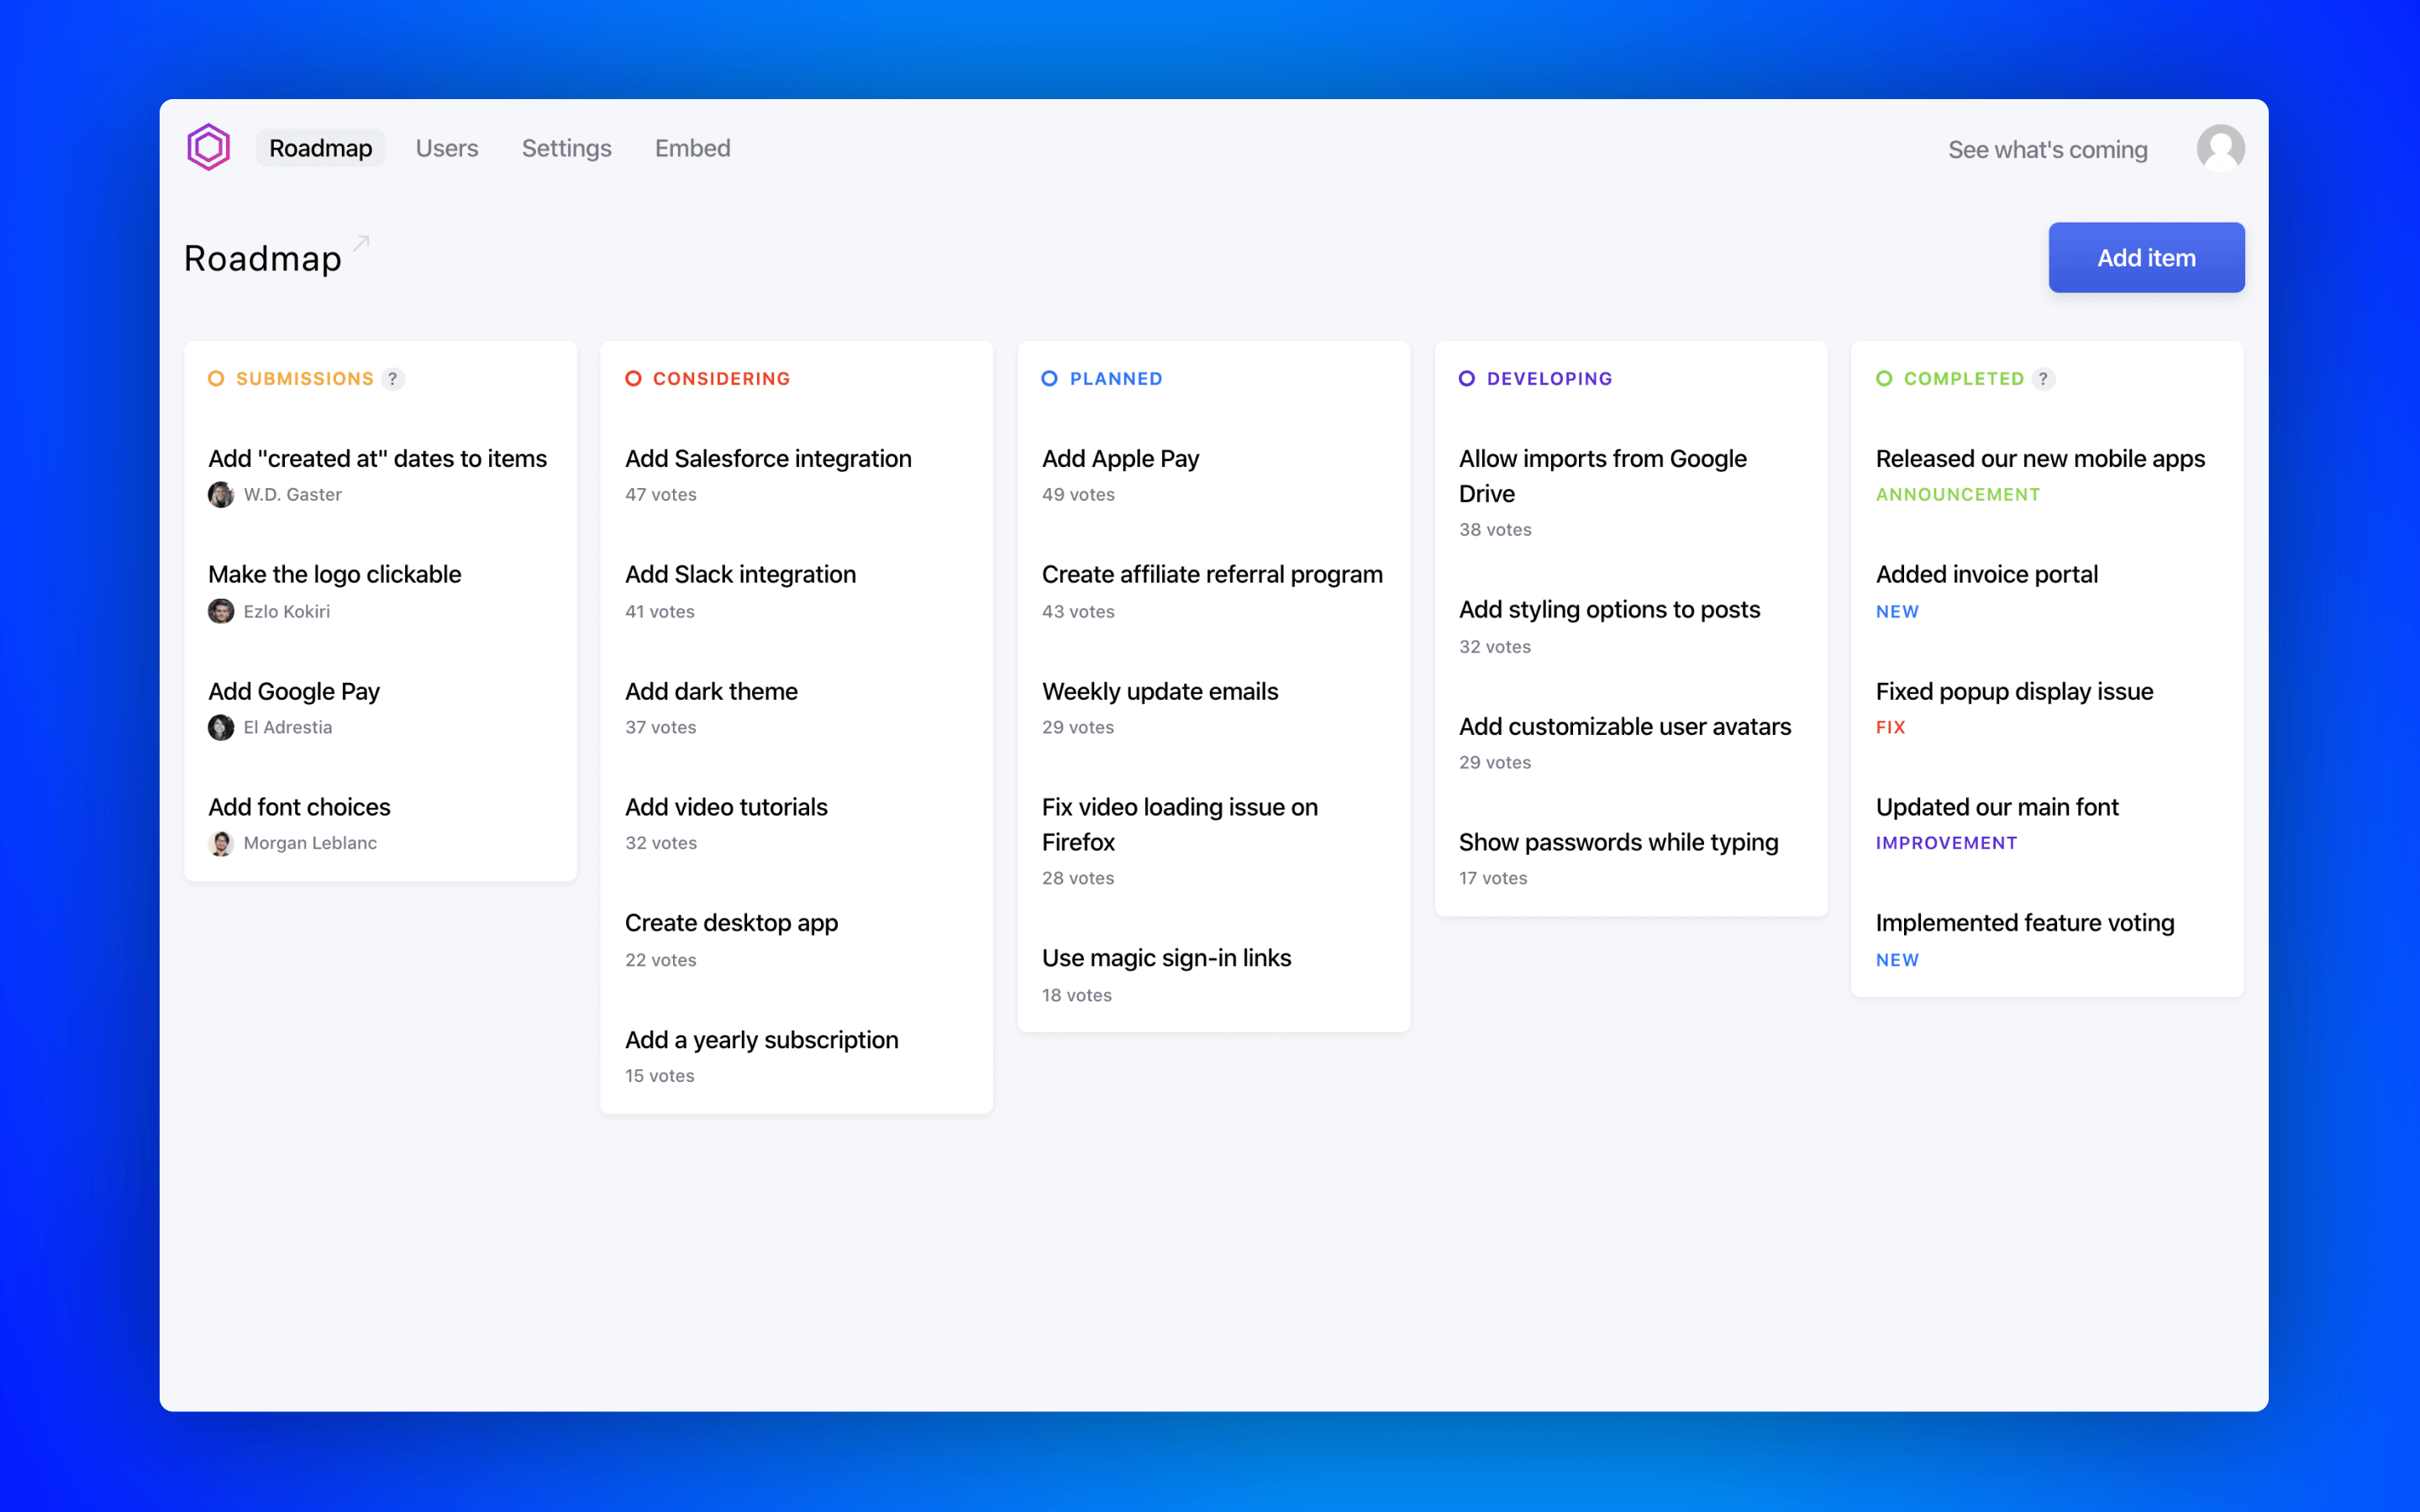 Roadmap
Users
Settings
Embed
See what's coming
Roadmap
Add item
SUBMISSIONS ?
Add "created at" dates to items
W.D. Gaster
Make the logo clickable
Ezlo Kokiri
Add Google Pay
El Adrestia
Add font choices
Morgan Leblanc
CONSIDERING
Add Salesforce integration
47 votes
Add Slack integration
41 votes
Add dark theme
37 votes
Add video tutorials
32 votes
Create desktop app
22 votes
Add a yearly subscription
15 votes
PLANNED
Add Apple Pay
49 votes
Create affiliate referral program
43 votes
Weekly update emails
29 votes
Fix video loading issue on
Firefox
28 votes
Use magic sign-in links
18 votes
DEVELOPING
Allow imports from Google
Drive
38 votes
Add styling options to posts
32 votes
Add customizable user avatars
29 votes
Show passwords while typing
17 votes
COMPLETED ?
Released our new mobile apps
ANNOUNCEMENT
Added invoice portal
NEW
Fixed popup display issue
FIX
Updated our main font
IMPROVEMENT
Implemented feature voting
NEW